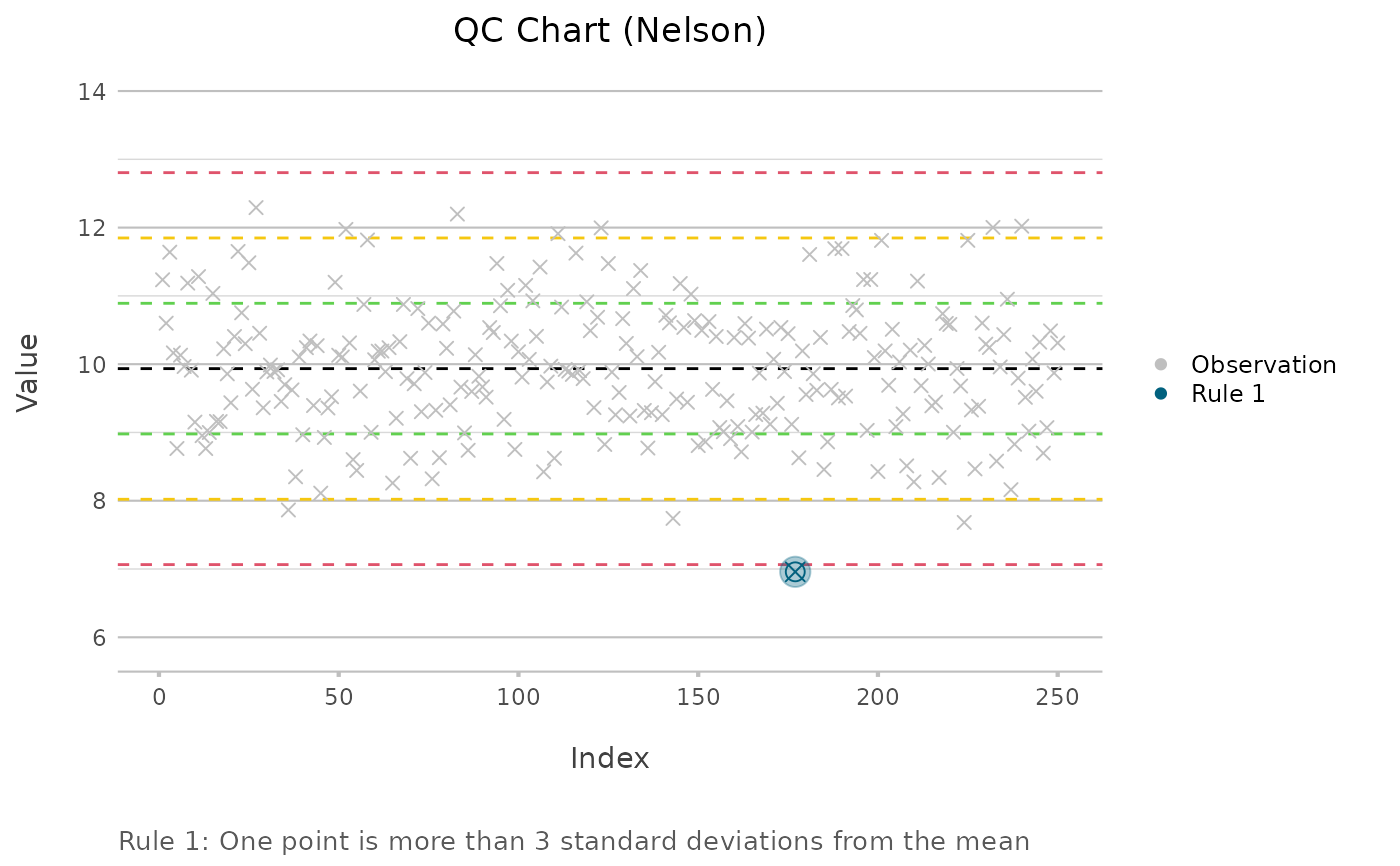 QC Chart (Nelson)
14
12
10
8
6
Value
0 50 100 150 200 250
Index
Observation
Rule 1
Rule 1: One point is more than 3 standard deviations from the mean